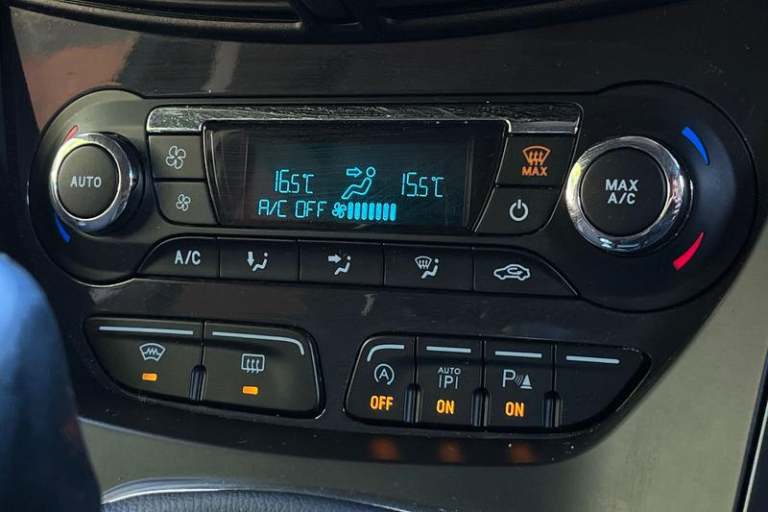 AUTO
16.5°C
15.5°C
A/C OFF
MAX
MAX
A/C
A/C
A
OFF
AUTO
P
ON
P
ON